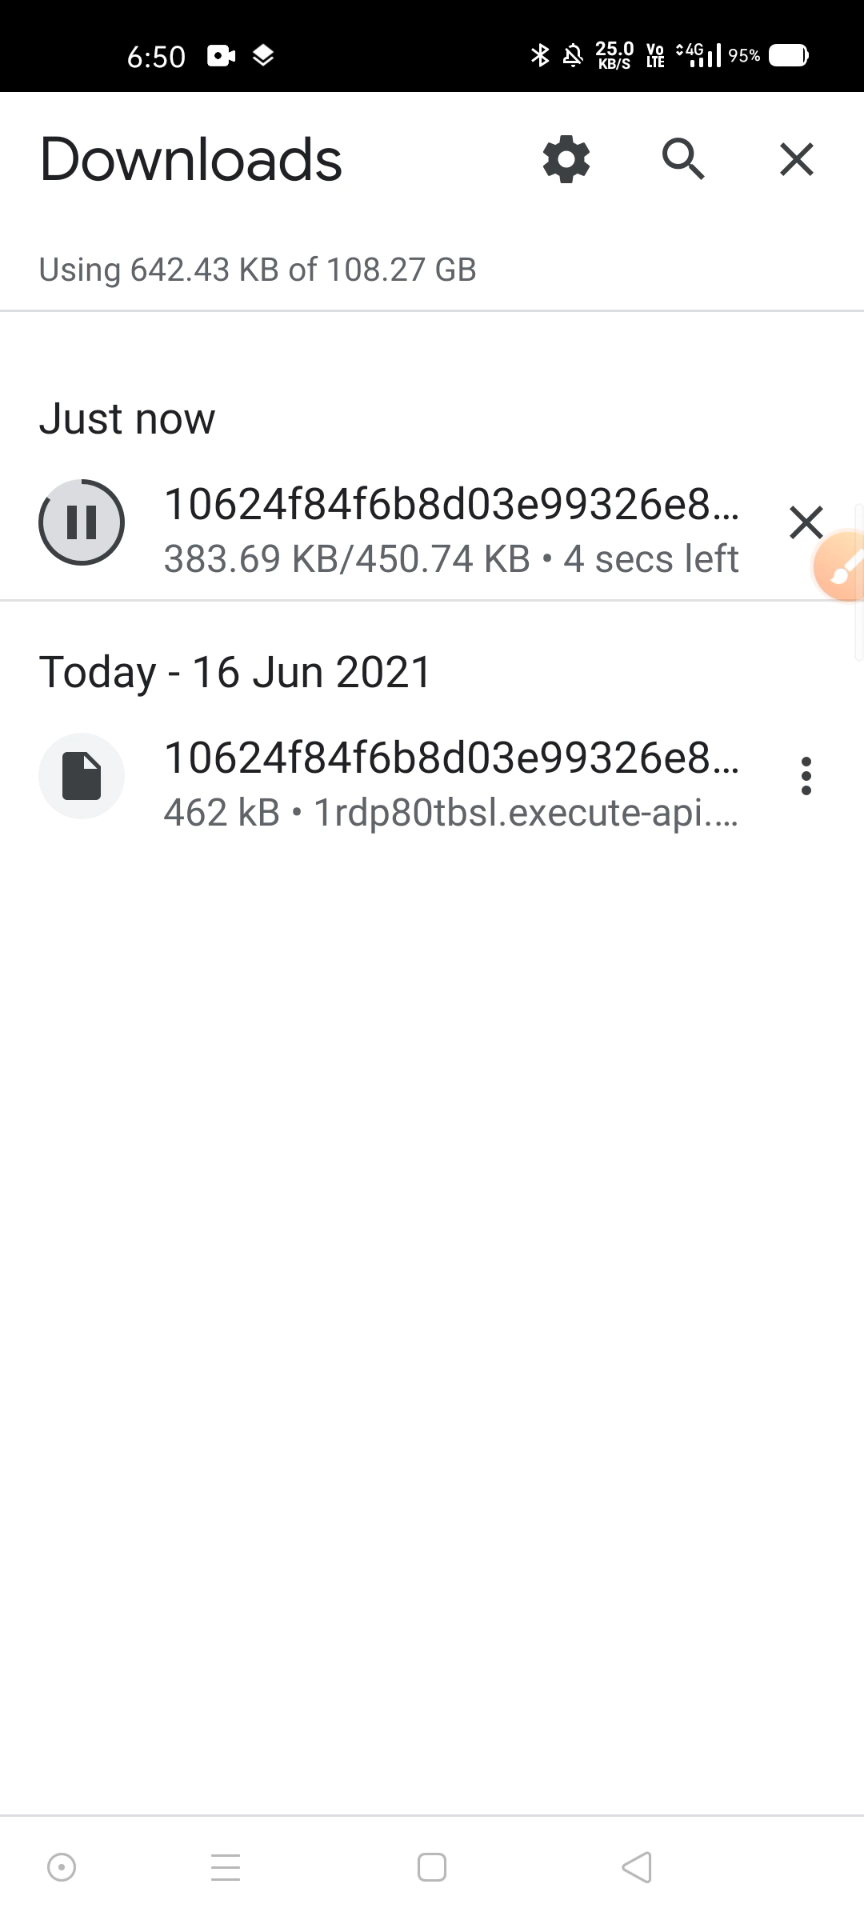 6:50
25.0 KB/S Vo LTE 4G 95%
Downloads
Using 642.43 KB of 108.27 GB
Just now
10624f84f6b8d03e99326e8...
383.69 KB/450.74 KB • 4 secs left
Today - 16 Jun 2021
10624f84f6b8d03e99326e8...
462 kB • 1rdp80tbsl.execute-api....